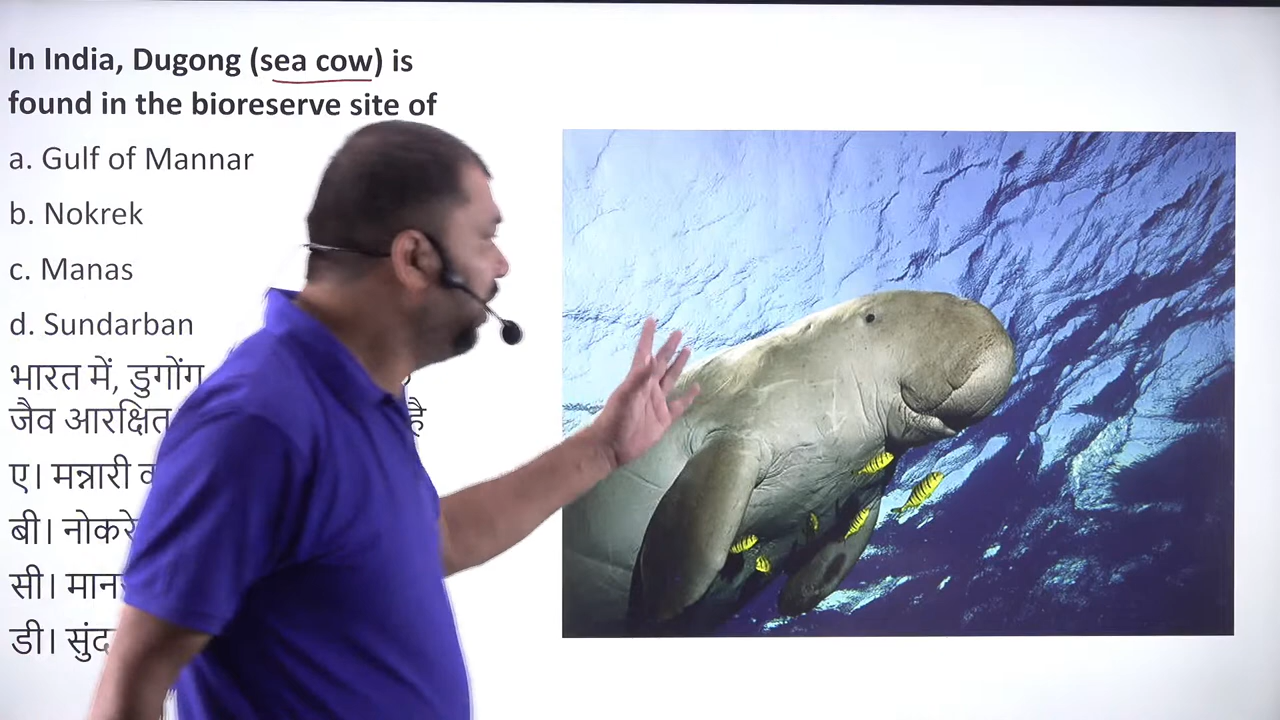 In India, Dugong (sea cow) is
found in the bioreserve site of
a. Gulf of Mannar
b. Nokrek
c. Manas
d. Sundarban
भारत में, डुगोंग
जैव आरक्षित है
ए। मन्नारी
बी।
सी।
डी।